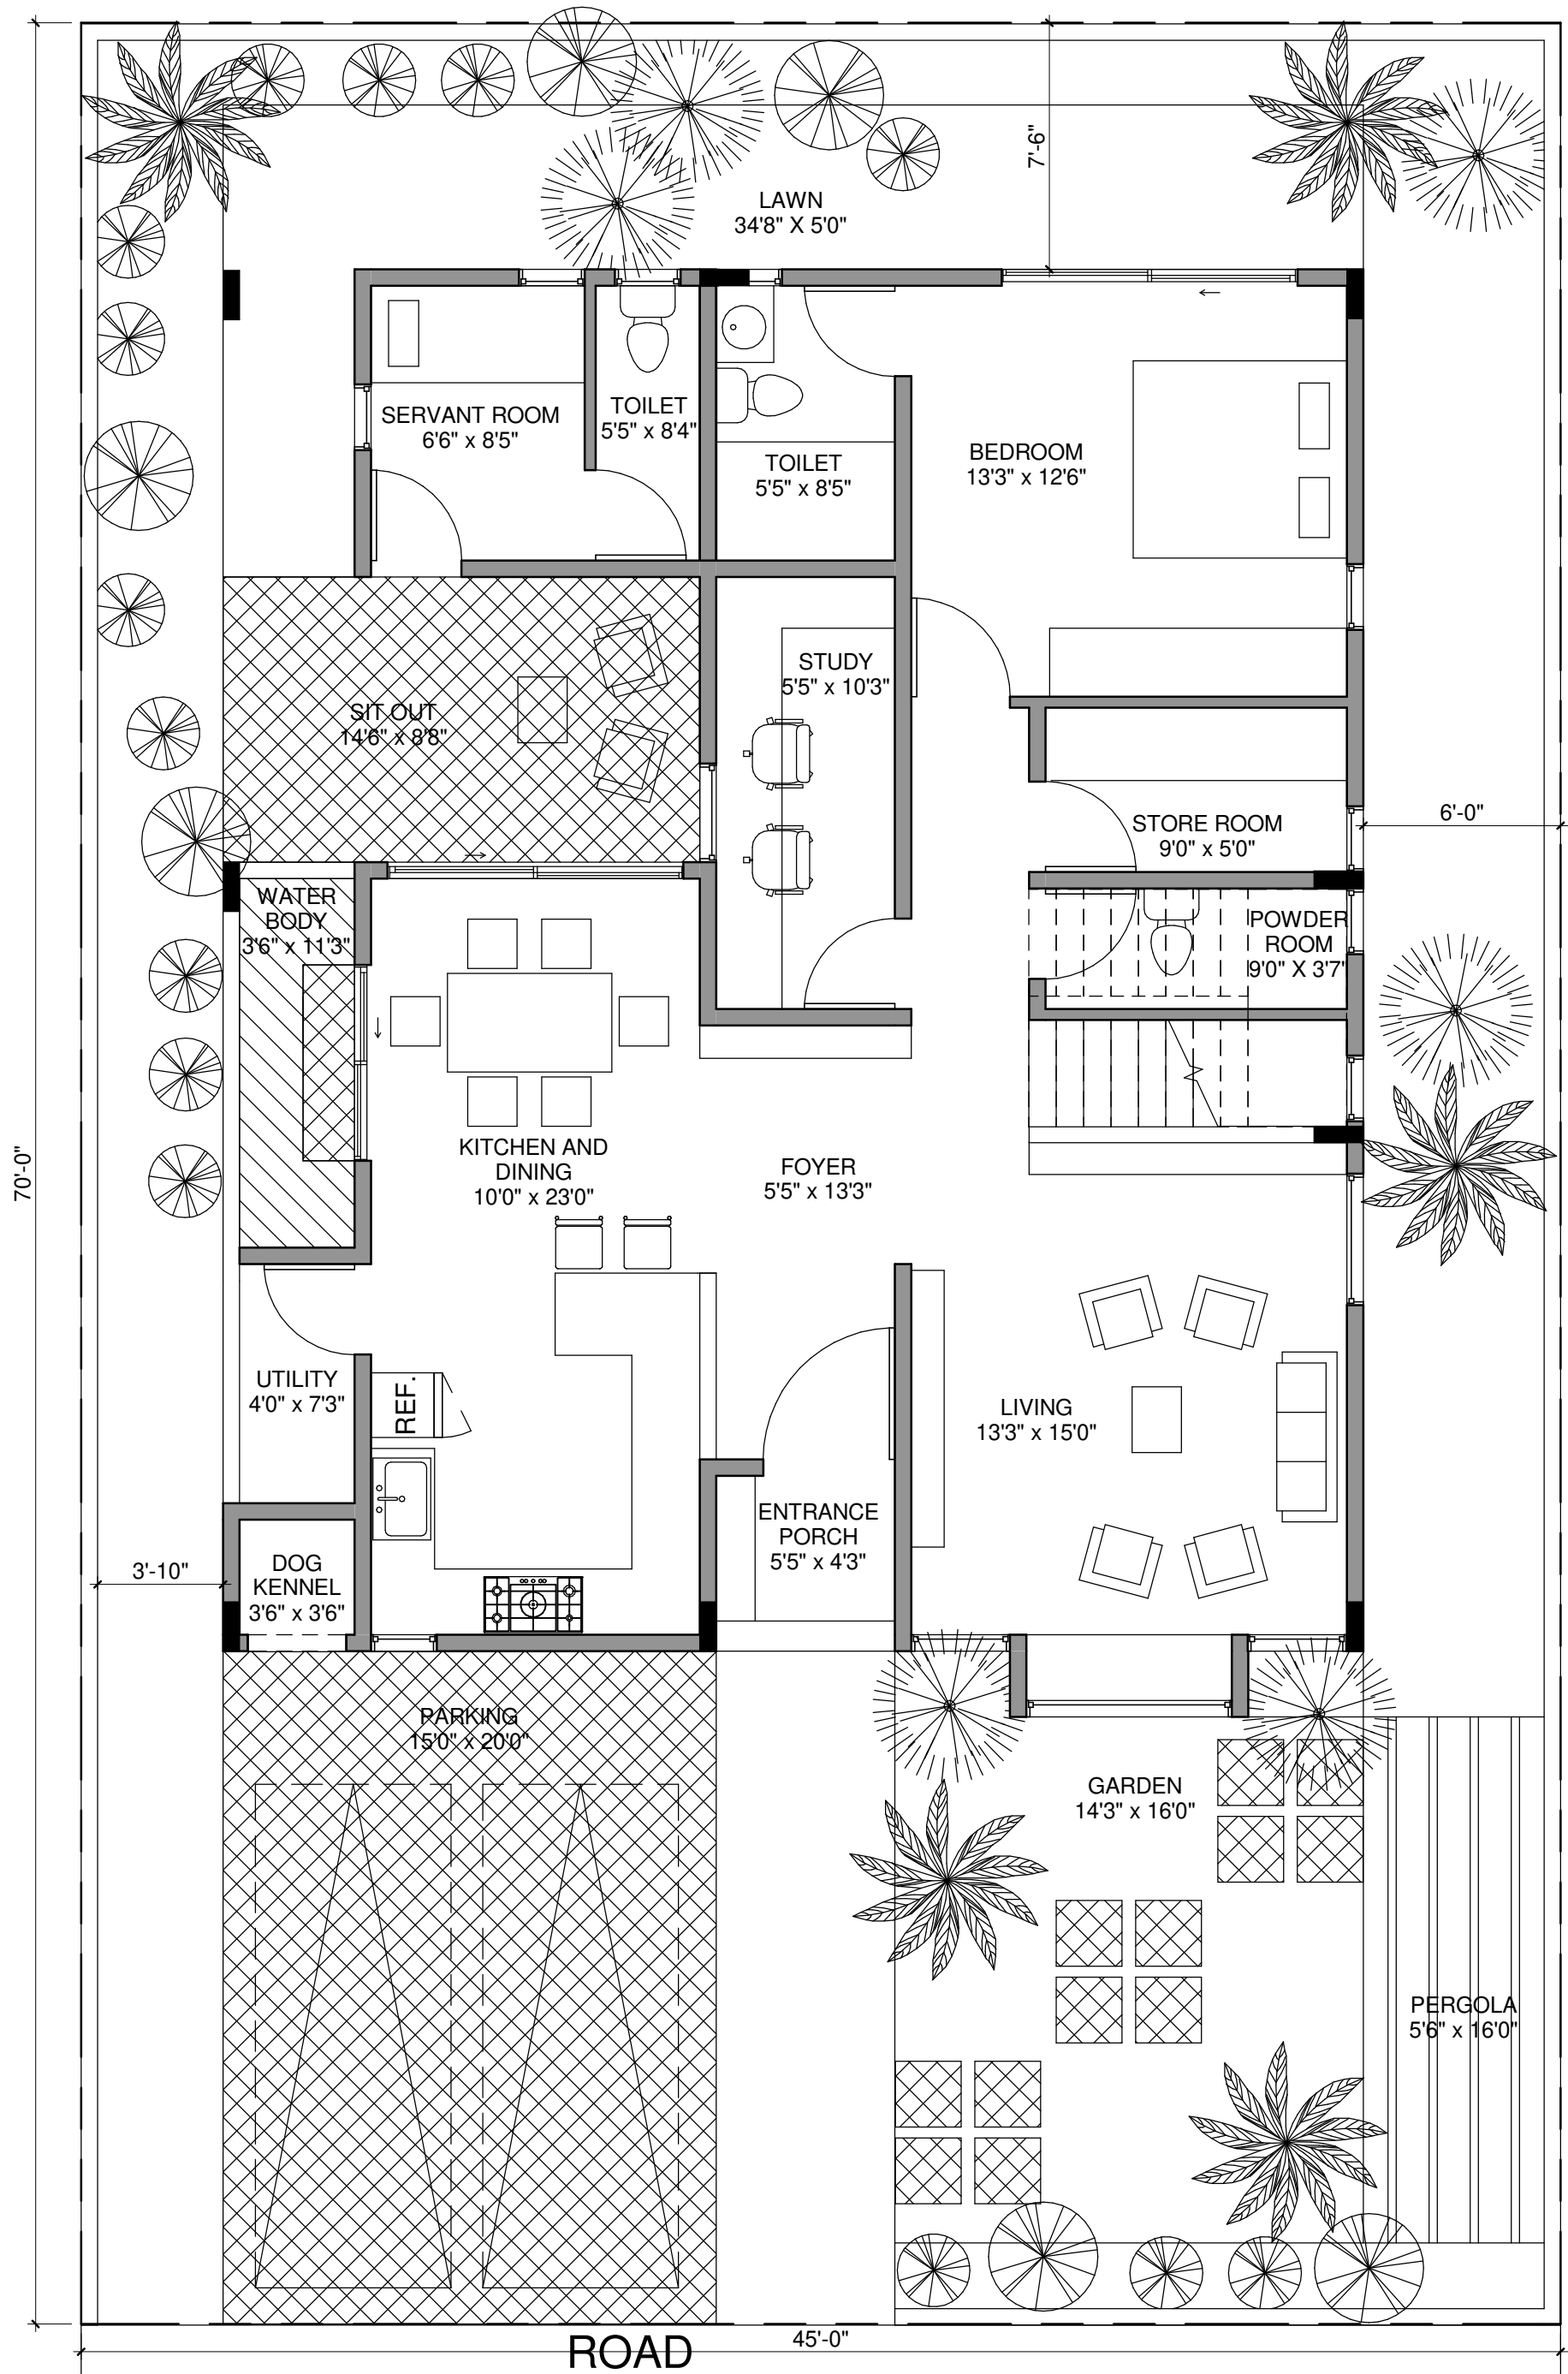 7'-6"
LAWN
34'8" X 5'0"
SERVANT ROOM
6'6" x 8'5"
TOILET
5'5" x 8'4"
TOILET
5'5" x 8'5"
BEDROOM
13'3" x 12'6"
STUDY
5'5" x 10'3"
SIT OUT
14'6" x 8'8"
STORE ROOM
9'0" x 5'0"
6'-0"
WATER
BODY
3'6" x 11'3"
POWDER
ROOM
9'0" X 3'7"
KITCHEN AND
DINING
10'0" x 23'0"
FOYER
5'5" x 13'3"
70'-0"
UTILITY
4'0" x 7'3"
REF.
LIVING
13'3" x 15'0"
ENTRANCE
PORCH
5'5" x 4'3"
3'-10"
DOG
KENNEL
3'6" x 3'6"
PARKING
15'0" x 20'0"
GARDEN
14'3" x 16'0"
PERGOLA
5'6" x 16'0"
45'-0"
ROAD